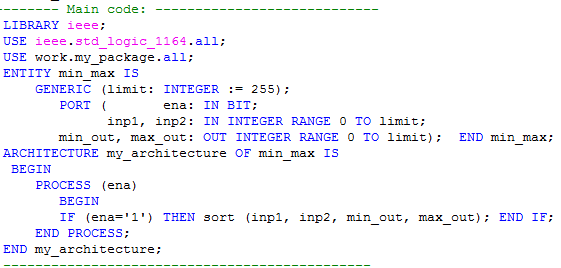 ------- Main code: ----------------------------
LIBRARY ieee;
USE ieee.std_logic_1164.all;
USE work.my_package.all;
ENTITY min_max IS
    GENERIC (limit: INTEGER := 255);
       PORT (       ena: IN BIT;
             inp1, inp2: IN INTEGER RANGE 0 TO limit;
       min_out, max_out: OUT INTEGER RANGE 0 TO limit);  END min_max;
ARCHITECTURE my_architecture OF min_max IS
 BEGIN
    PROCESS (ena)
       BEGIN
       IF (ena='1') THEN sort (inp1, inp2, min_out, max_out); END IF;
    END PROCESS;
END my_architecture;
----------------------------------------------